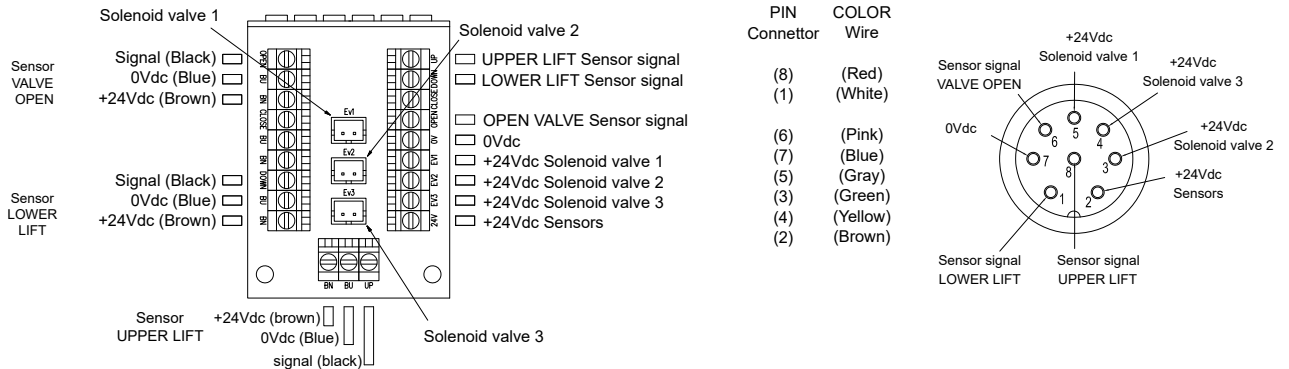 Solenoid valve 1
Solenoid valve 2
Sensor
VALVE
OPEN
Signal (Black)
0Vdc (Blue)
+24Vdc (Brown)
Sensor
LOWER
LIFT
Signal (Black)
0Vdc (Blue)
+24Vdc (Brown)
OPEN
BU
BN
CLOSE
BU
BN
DOWN
BU
BN
Ev1
Ev2
Ev3
UP
DOWN
CLOSE
OPEN
0V
EV1
EV2
EV3
24V
BN BU UP
UPPER LIFT Sensor signal
LOWER LIFT Sensor signal
OPEN VALVE Sensor signal
0Vdc
+24Vdc Solenoid valve 1
+24Vdc Solenoid valve 2
+24Vdc Solenoid valve 3
+24Vdc Sensors
Sensor
UPPER LIFT
+24Vdc (brown)
0Vdc (Blue)
signal (black)
Solenoid valve 3
PIN COLOR
Connettor Wire
(8) (Red)
(1) (White)
(6) (Pink)
(7) (Blue)
(5) (Gray)
(3) (Green)
(4) (Yellow)
(2) (Brown)
+24Vdc
Solenoid valve 1
Sensor signal
VALVE OPEN
+24Vdc
Solenoid valve 3
0Vdc
+24Vdc
Solenoid valve 2
+24Vdc
Sensors
6
5
4
7
8
3
1
2
Sensor signal
LOWER LIFT
Sensor signal
UPPER LIFT